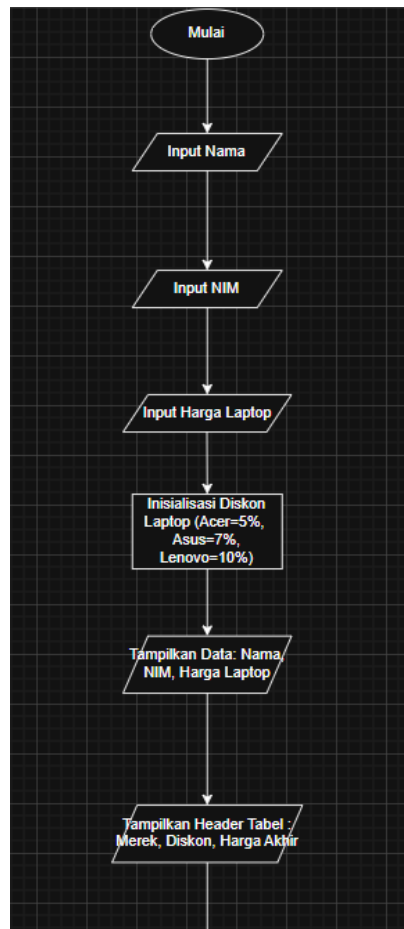 Mulai
Input Nama
Input NIM
Input Harga Laptop
Inisialisasi Diskon
Laptop (Acer=5%,
Asus=7%,
Lenovo=10%)
Tampilkan Data: Nama,
NIM, Harga Laptop
Tampilkan Header Tabel :
Merek, Diskon, Harga Akhir